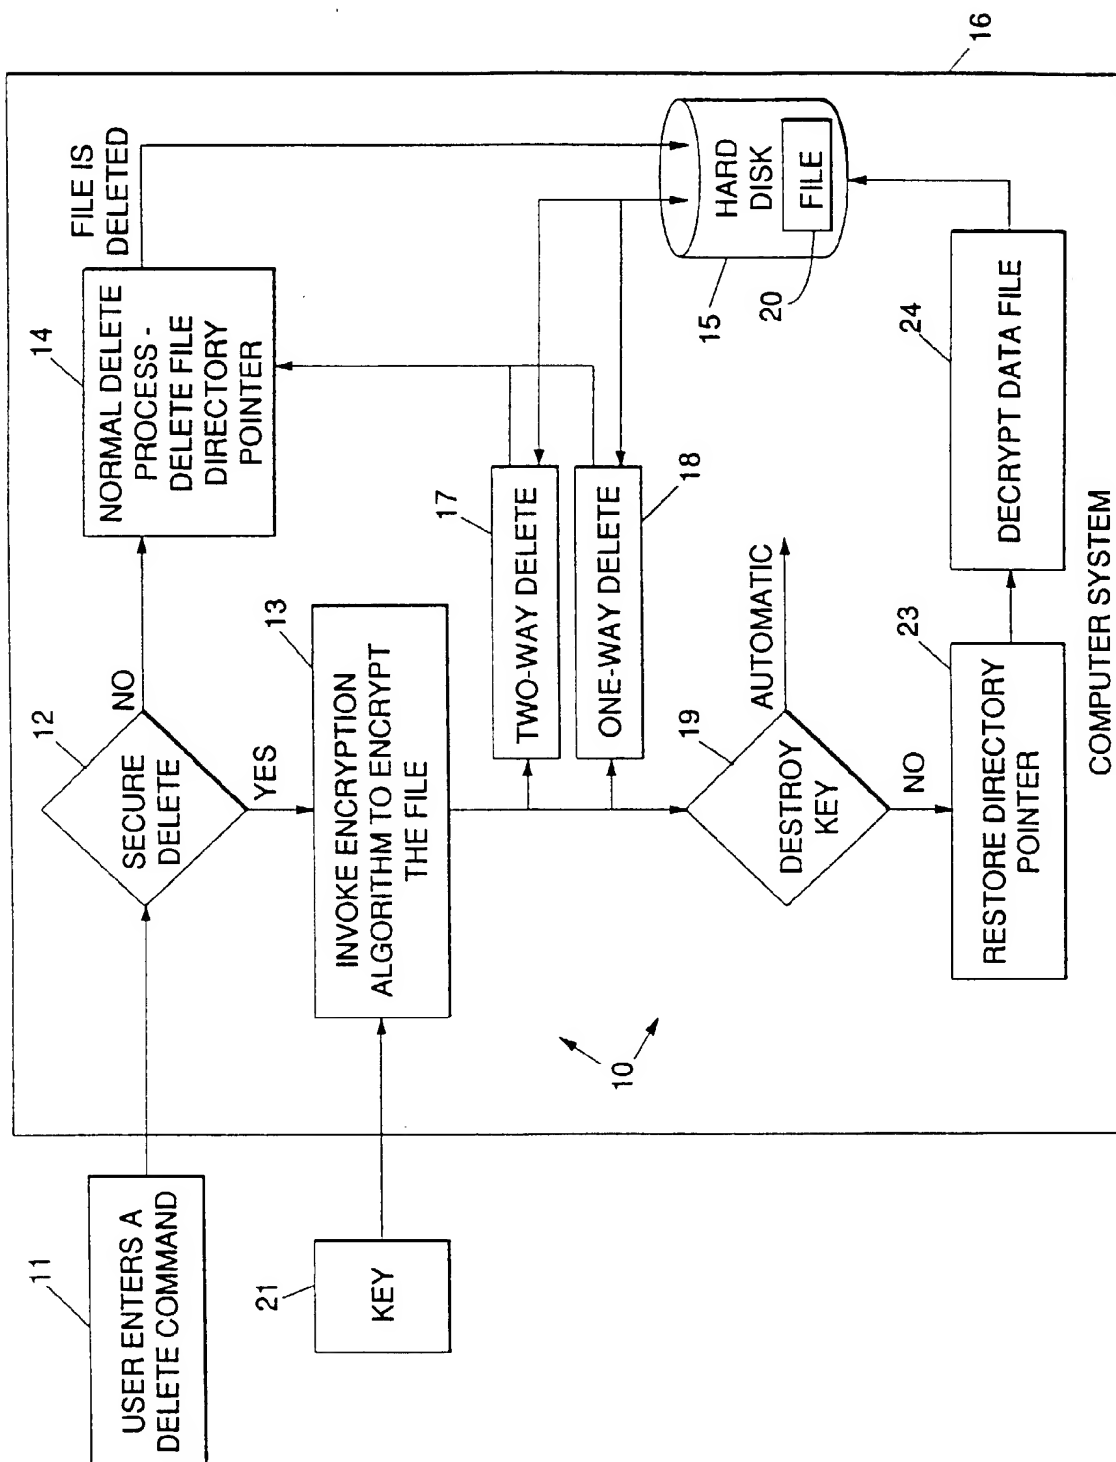 11
USER ENTERS A
DELETE COMMAND
12
SECURE
DELETE
NO
YES
14
NORMAL DELETE
PROCESS -
DELETE FILE
DIRECTORY
POINTER
FILE IS
DELETED
21
KEY
13
INVOKE ENCRYPTION
ALGORITHM TO ENCRYPT
THE FILE
17
TWO-WAY DELETE
ONE-WAY DELETE
18
15
HARD
DISK
FILE
20
16
10
19
DESTROY
KEY
AUTOMATIC
NO
23
RESTORE DIRECTORY
POINTER
24
DECRYPT DATA FILE
COMPUTER SYSTEM